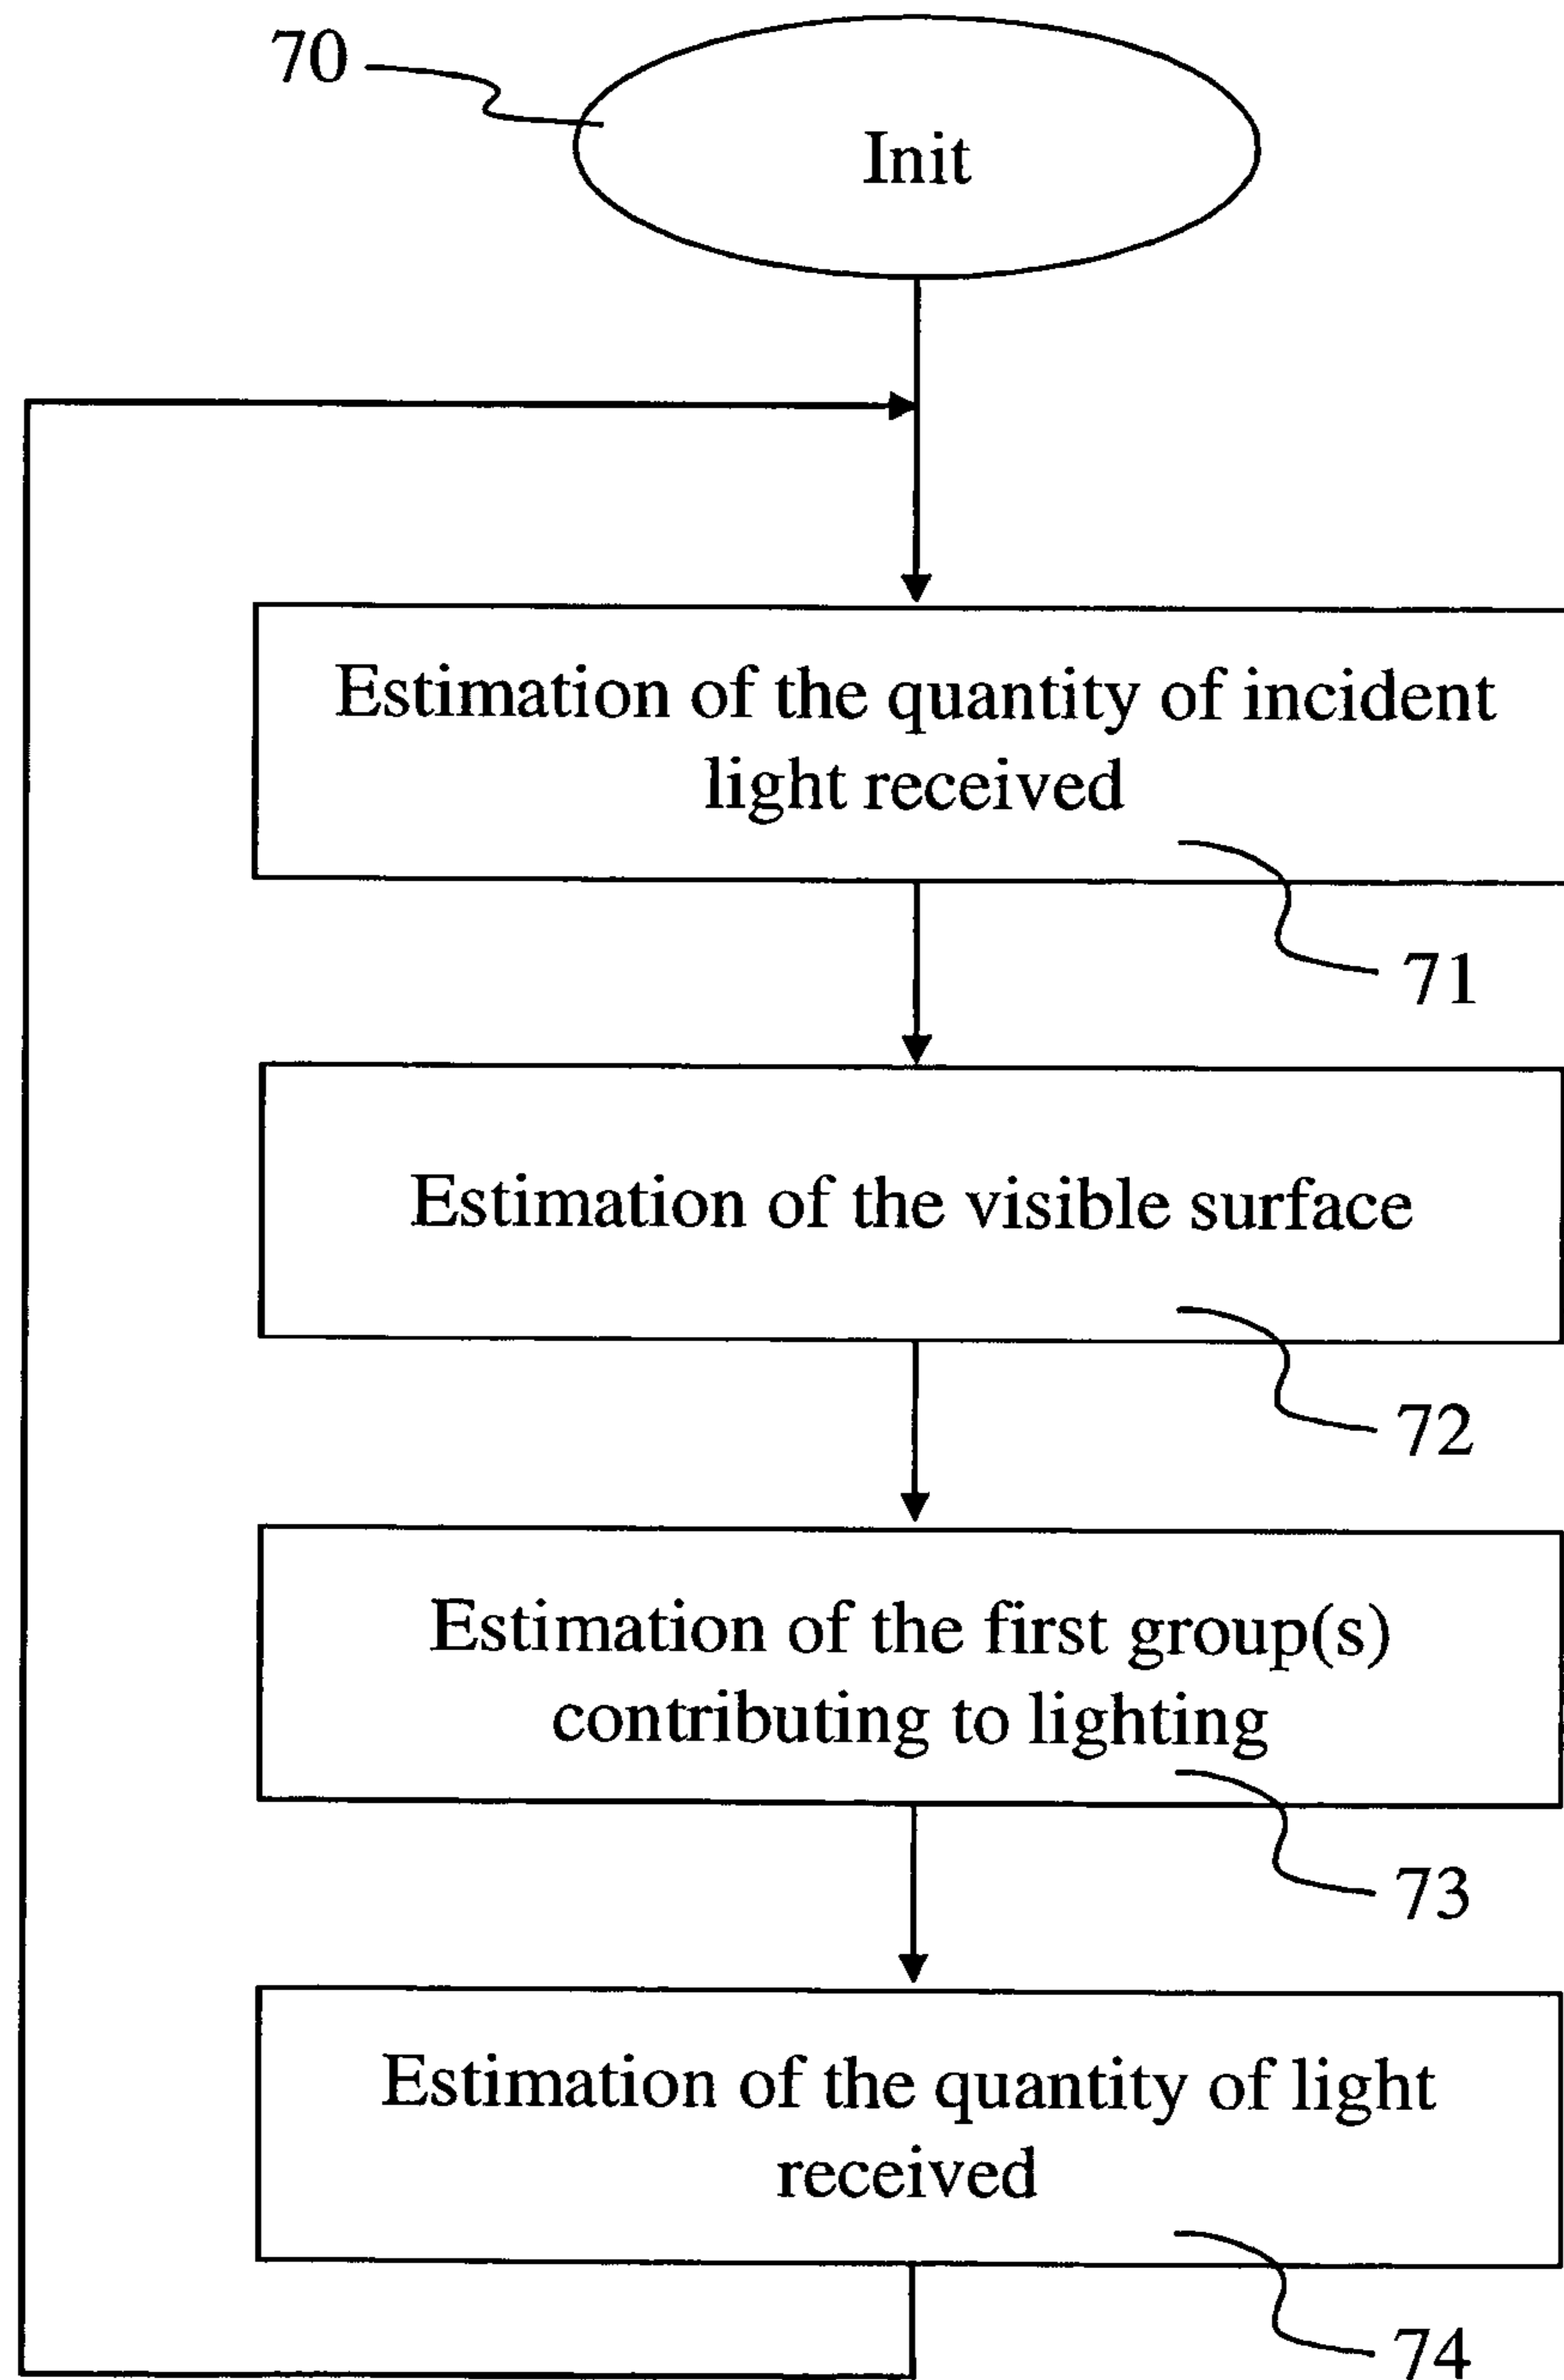 70
Init
Estimation of the quantity of incident
light received
71
Estimation of the visible surface
72
Estimation of the first group(s)
contributing to lighting
73
Estimation of the quantity of light
received
74